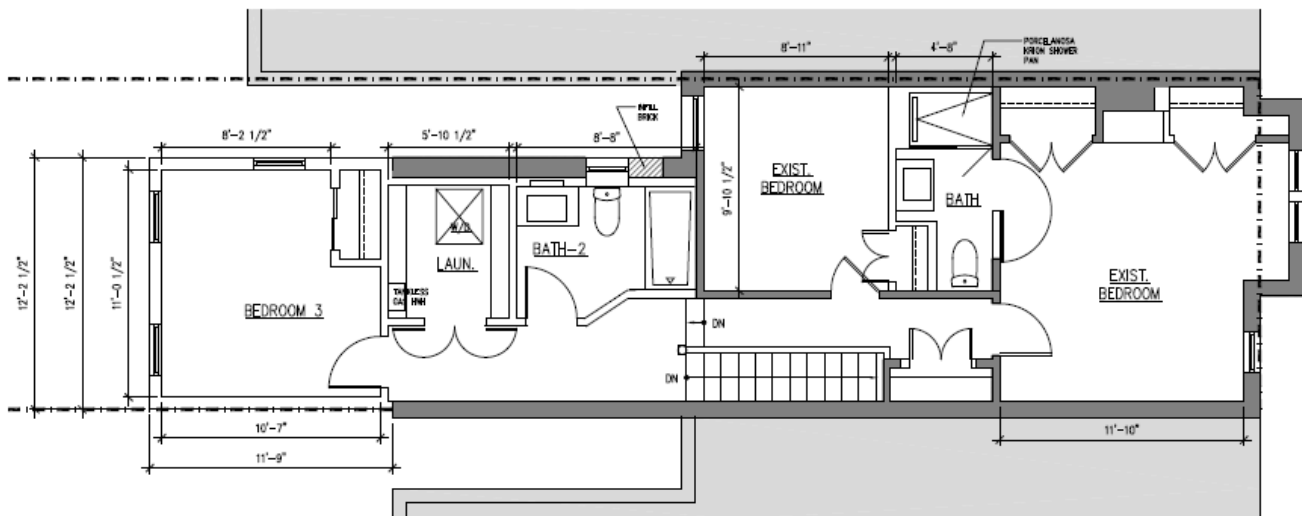 8'-11"
4'-8"
PORCELANOSA
KRION SHOWER
PAN
INFILL
BRICK
8'-2 1/2"
5'-10 1/2"
8'-8"
12'-2 1/2"
12'-2 1/2"
11'-0 1/2"
9'-10 1/2"
EXIST.
BEDROOM
BATH
W/D
LAUN.
BATH-2
TANKLESS
GAS HWH
BEDROOM 3
EXIST.
BEDROOM
DN
DN
10'-7"
11'-9"
11'-10"